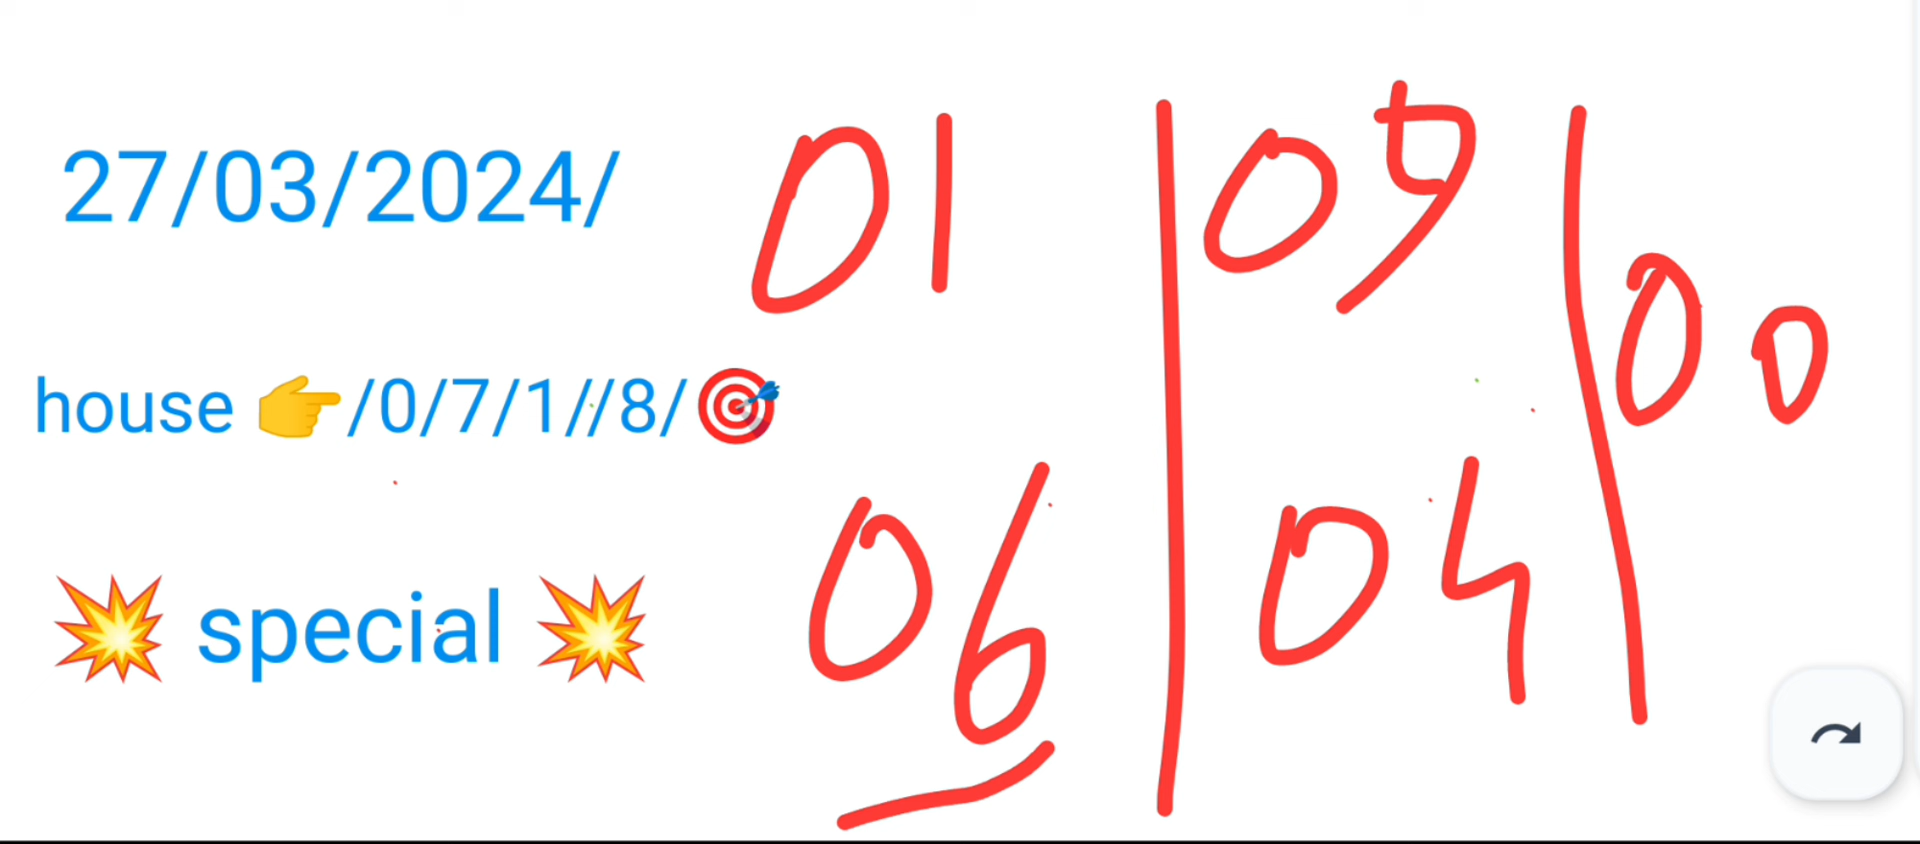 27/03/2024/
house 👉/0/7/1//8/🎯
💥 special 💥
01 | 09 | 00
06 | 04